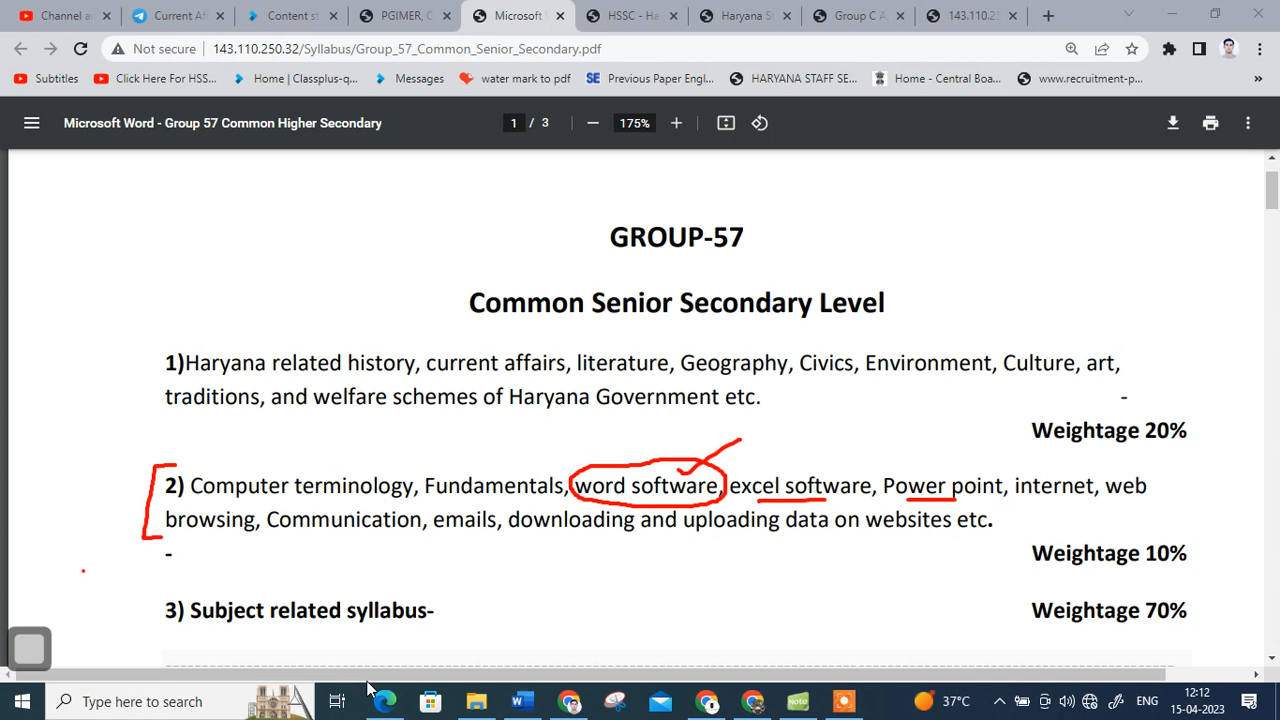 Channel a
Current Af
Content st
PGIMER, C
Microsoft W
HSSC - Ha
Haryana St
Group C A
143.110.25
Not secure
143.110.250.32/Syllabus/Group_57_Common_Senior_Secondary.pdf
Subtitles
Click Here For HSS...
Home | Classplus-q...
Messages
water mark to pdf
SE
Previous Paper Engl...
HARYANA STAFF SE...
Home - Central Boa...
www.recruitment-p...
»
Microsoft Word - Group 57 Common Higher Secondary
1 / 3
175%
GROUP-57
Common Senior Secondary Level
1)Haryana related history, current affairs, literature, Geography, Civics, Environment, Culture, art,
traditions, and welfare schemes of Haryana Government etc. -
Weightage 20%
2) Computer terminology, Fundamentals, word software, excel software, Power point, internet, web
browsing, Communication, emails, downloading and uploading data on websites etc.
- Weightage 10%
3) Subject related syllabus- Weightage 70%
Type here to search
37°C
ENG
12:12
15-04-2023